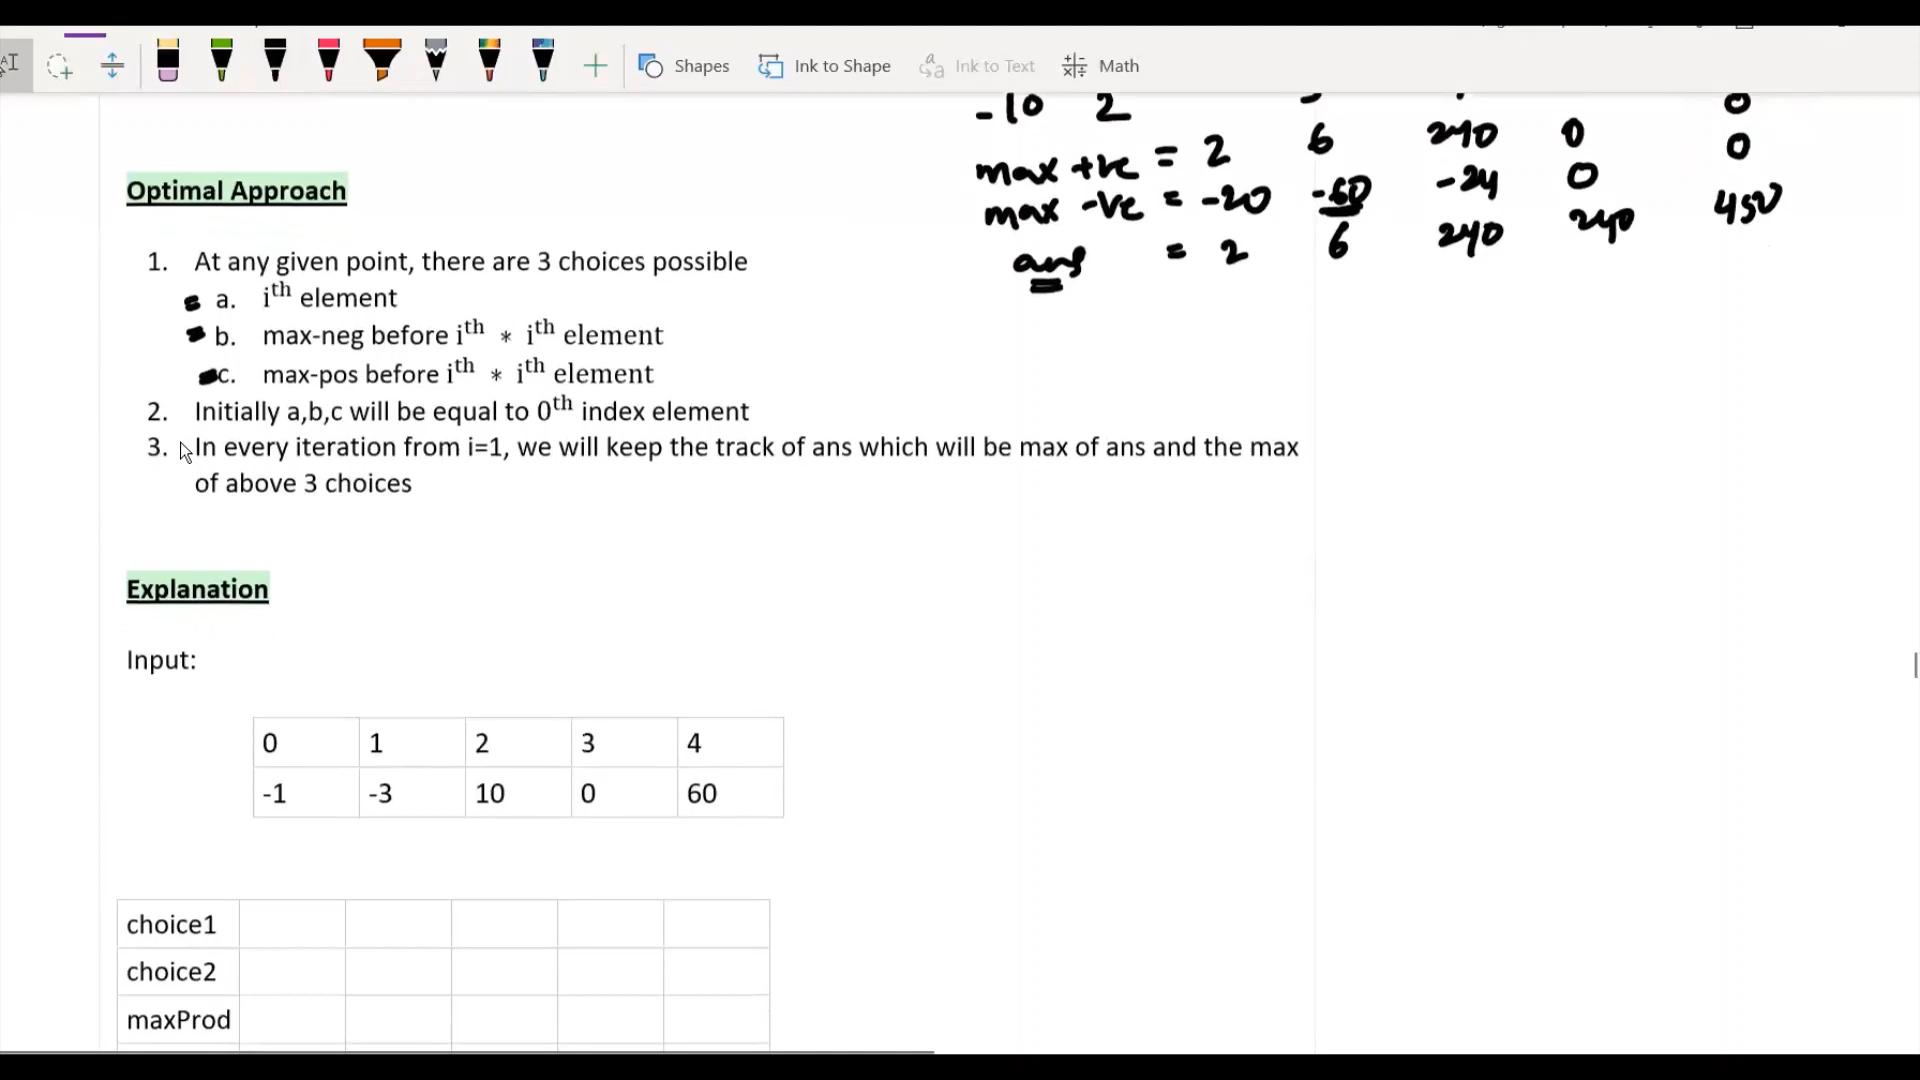 Shapes
Ink to Shape
Ink to Text
Math
-10 2
0
max +ve = 2 6 240 0 0
max -ve = -20 -60 -24 0 450
ans = 2 6 240 240
Optimal Approach
1. At any given point, there are 3 choices possible
a. iᵗʰ element
b. max-neg before iᵗʰ * iᵗʰ element
c. max-pos before iᵗʰ * iᵗʰ element
2. Initially a,b,c will be equal to 0ᵗʰ index element
3. In every iteration from i=1, we will keep the track of ans which will be max of ans and the max
of above 3 choices
Explanation
Input:
0 1 2 3 4
-1 -3 10 0 60
choice1
choice2
maxProd